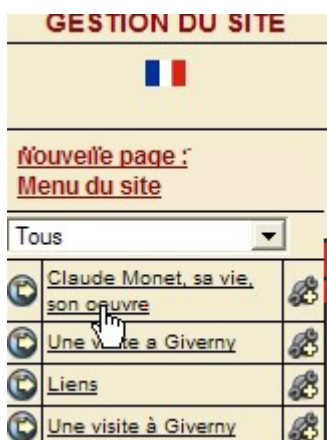 GESTION DU SITE
Nouvelle page :
Menu du site
Tous
Claude Monet, sa vie,
son oeuvre
Une visite a Giverny
Liens
Une visite à Giverny